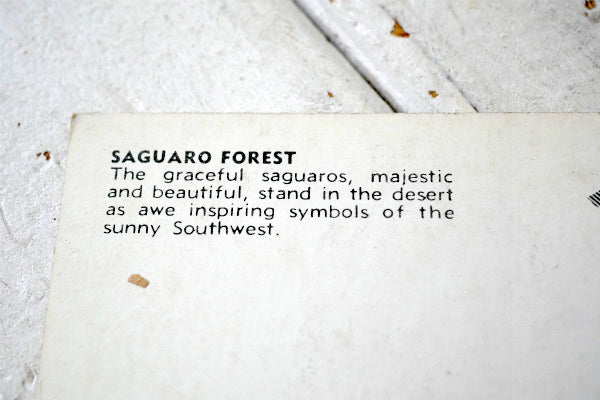 SAGUARO FOREST
The graceful saguaros, majestic
and beautiful, stand in the desert
as awe inspiring symbols of the
sunny Southwest.